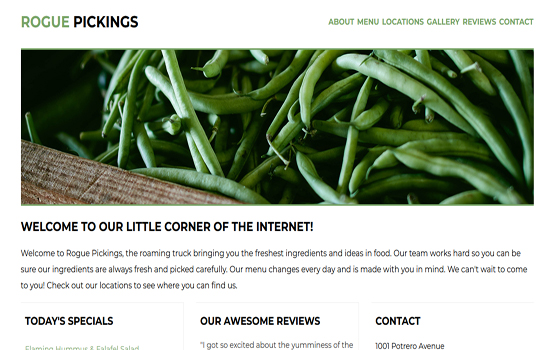 ROGUE PICKINGS
ABOUT MENU LOCATIONS GALLERY REVIEWS CONTACT
WELCOME TO OUR LITTLE CORNER OF THE INTERNET!
Welcome to Rogue Pickings, the roaming truck bringing you the freshest ingredients and ideas in food. Our team works hard so you can be
sure our ingredients are always fresh and picked carefully. Our menu changes every day and is made with you in mind. We can't wait to come
to you! Check out our locations to see where you can find us.
TODAY'S SPECIALS
OUR AWESOME REVIEWS
CONTACT
Flaming Hummus & Falafel Salad
"I got so excited about the yumminess of the
1001 Potrero Avenue